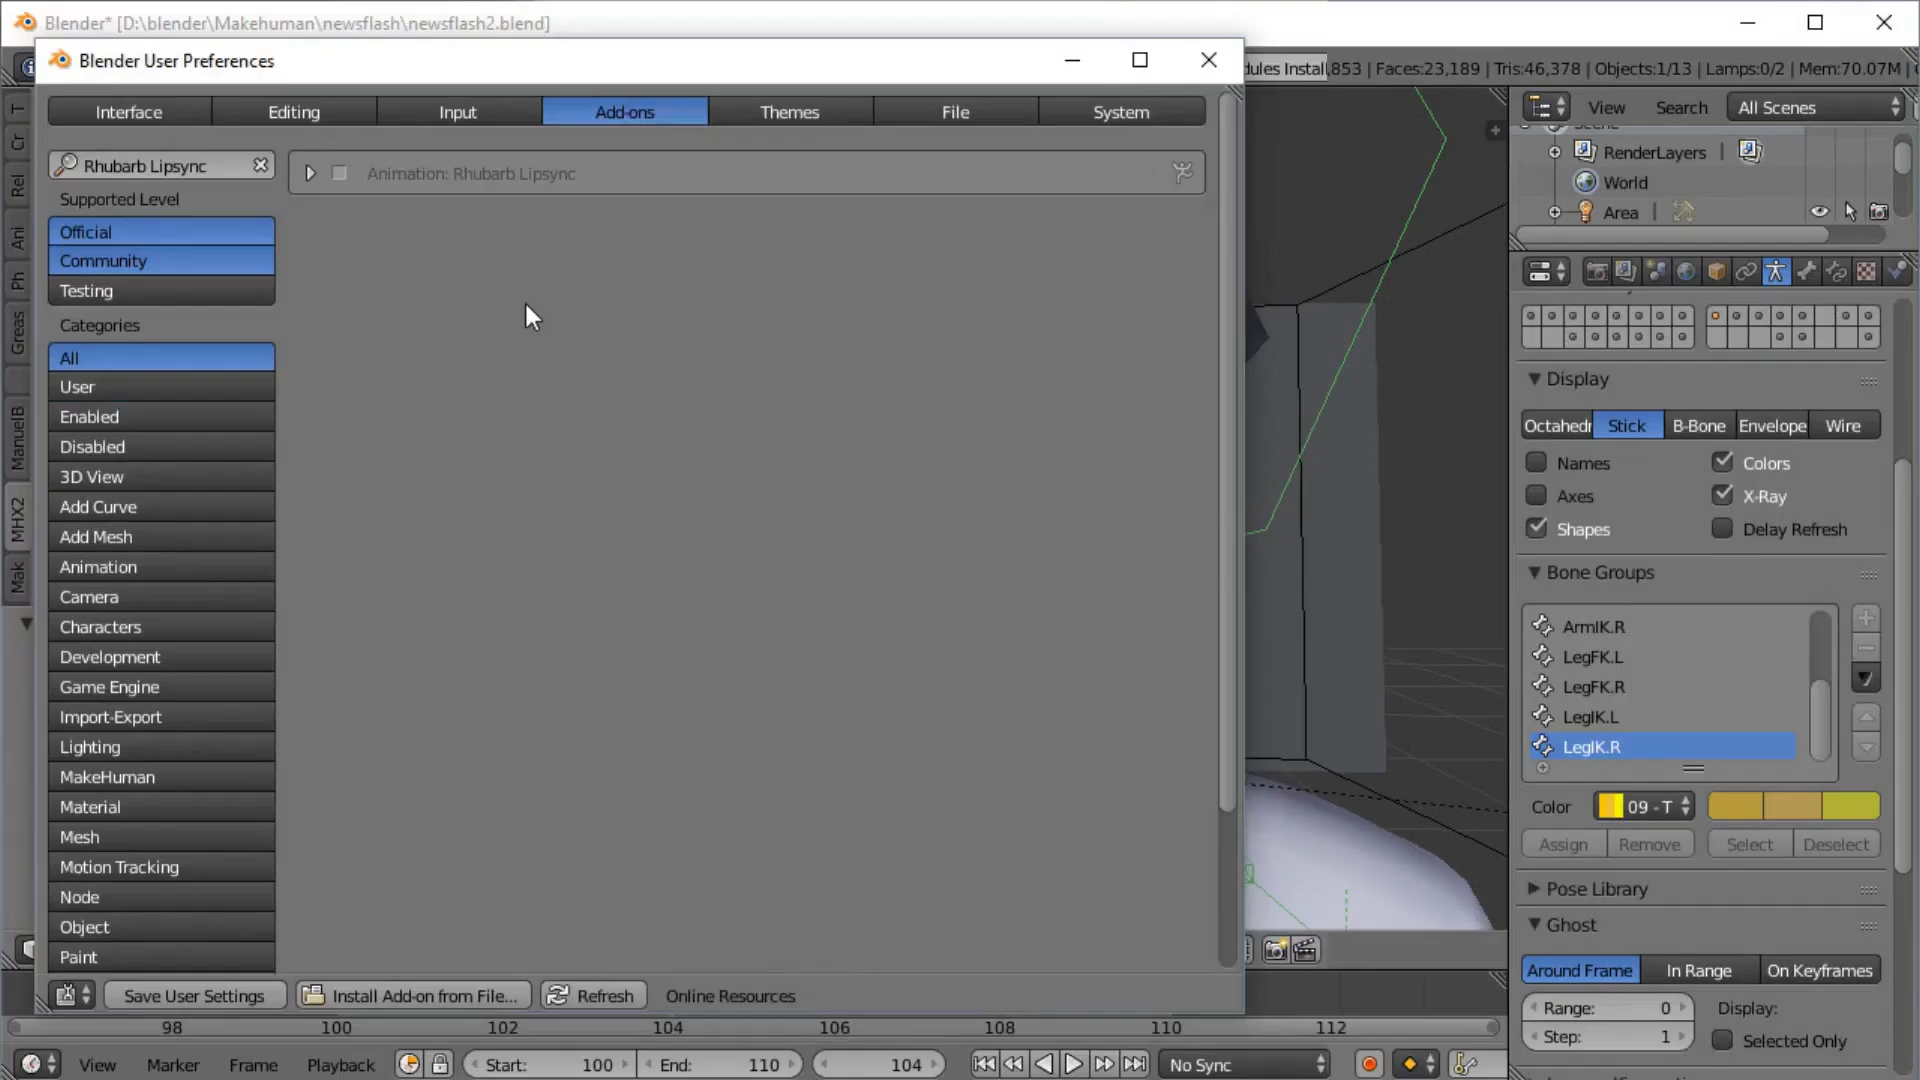 Blender* [D:\blender\Makehuman\newsflash\newsflash2.blend]
Blender User Preferences
dules Install,853 | Faces:23,189 | Tris:46,378 | Objects:1/13 | Lamps:0/2 | Mem:70.07M |
Interface Editing Input Add-ons Themes File System
View Search All Scenes
RenderLayers |
World
Area |
Rhubarb Lipsync
Animation: Rhubarb Lipsync
Supported Level
Official
Community
Testing
Categories
All
User
Enabled
Disabled
3D View
Add Curve
Add Mesh
Animation
Camera
Characters
Development
Game Engine
Import-Export
Lighting
MakeHuman
Material
Mesh
Motion Tracking
Node
Object
Paint
T
Cr
Rel
Ani
Ph
Greas
ManuelB
MHX2
Mak
Display
Octahedr Stick B-Bone Envelope Wire
Names Colors
Axes X-Ray
Shapes Delay Refresh
Bone Groups
ArmIK.R
LegFK.L
LegFK.R
LegIK.L
LegIK.R
Color 09 - T
Assign Remove Select Deselect
Pose Library
Ghost
Around Frame In Range On Keyframes
Range: 0 Display:
Step: 1 Selected Only
Save User Settings Install Add-on from File... Refresh Online Resources
98 100 102 104 106 108 110 112
View Marker Frame Playback Start: 100 End: 110 104 No Sync